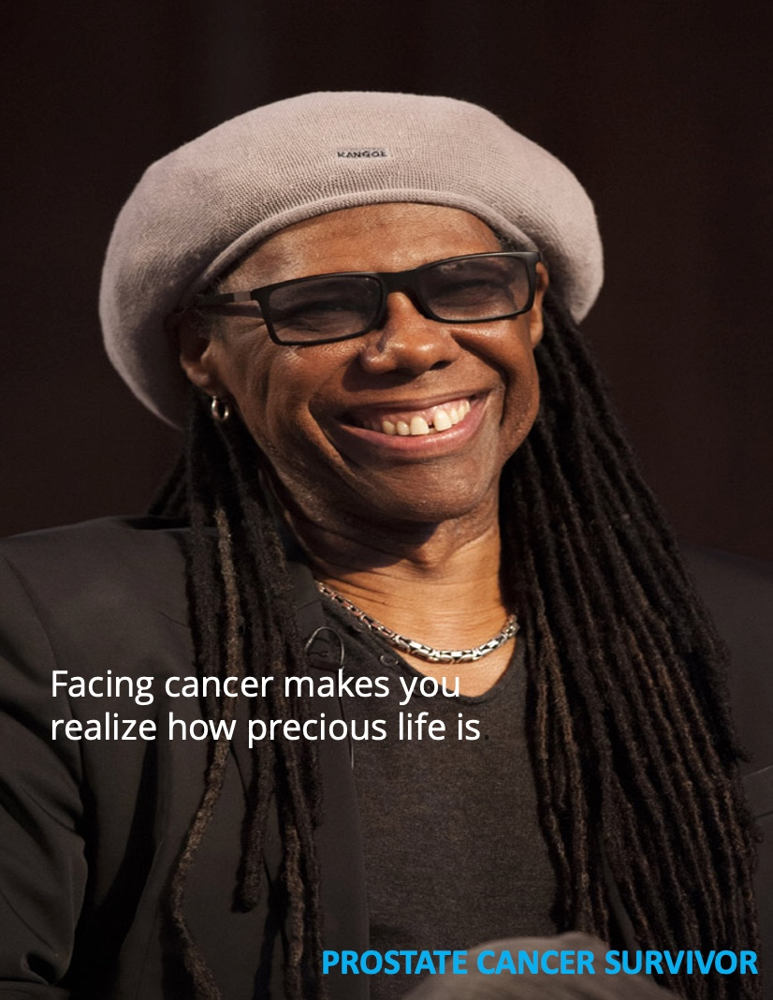 KANGOL
Facing cancer makes you
realize how precious life is.
PROSTATE CANCER SURVIVOR